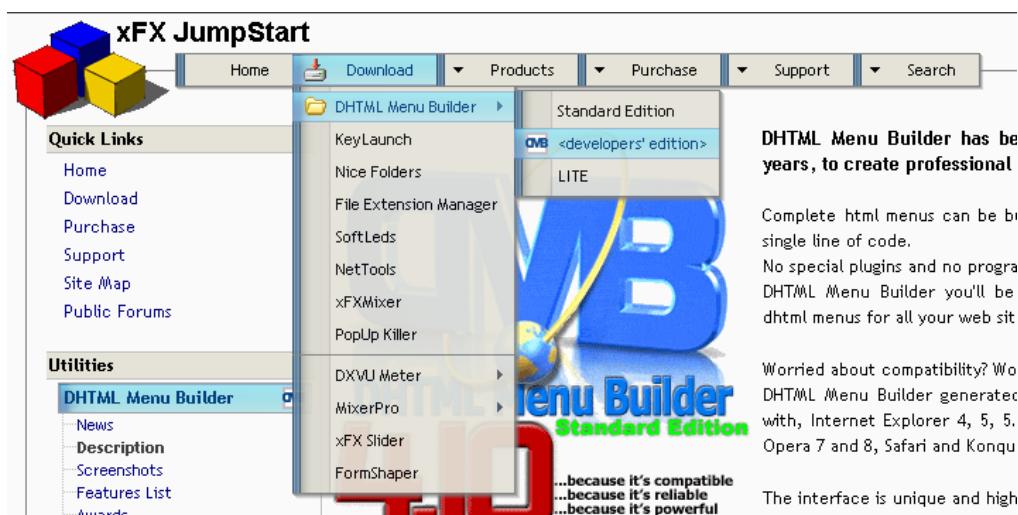 xFX JumpStart
Home
Download
Products
Purchase
Support
Search
DHTML Menu Builder
KeyLaunch
Nice Folders
File Extension Manager
SoftLeds
NetTools
xFXMixer
PopUp Killer
DXVU Meter
MixerPro
xFX Slider
FormShaper
Standard Edition
DMB <developers' edition>
LITE
Quick Links
Home
Download
Purchase
Support
Site Map
Public Forums
Utilities
DHTML Menu Builder
News
Description
Screenshots
Features List
Awards
Menu Builder
Standard Edition
...because it's compatible
...because it's reliable
...because it's powerful
DHTML Menu Builder has be
years, to create professional
Complete html menus can be bu
single line of code.
No special plugins and no progra
DHTML Menu Builder you'll be
dhtml menus for all your web sit
Worried about compatibility? Wo
DHTML Menu Builder generated
with, Internet Explorer 4, 5, 5.
Opera 7 and 8, Safari and Konqu
The interface is unique and high